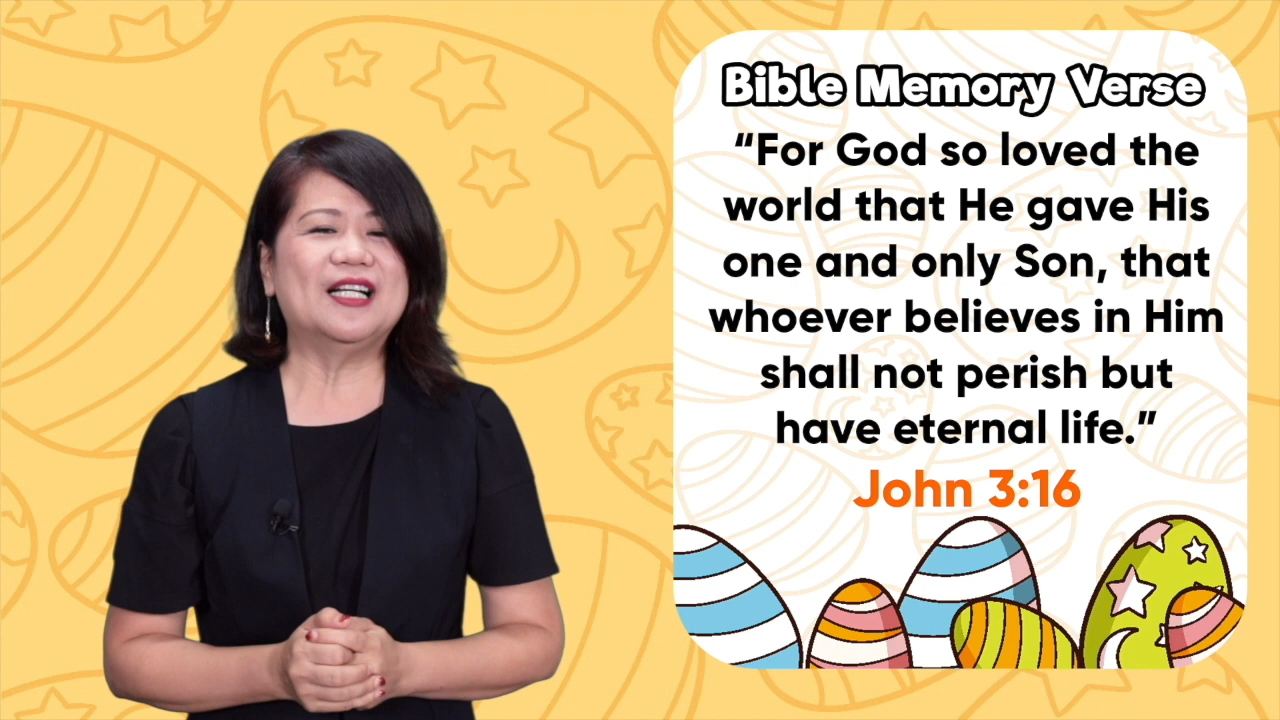 Bible Memory Verse
“For God so loved the
world that He gave His
one and only Son, that
whoever believes in Him
shall not perish but
have eternal life.”
John 3:16